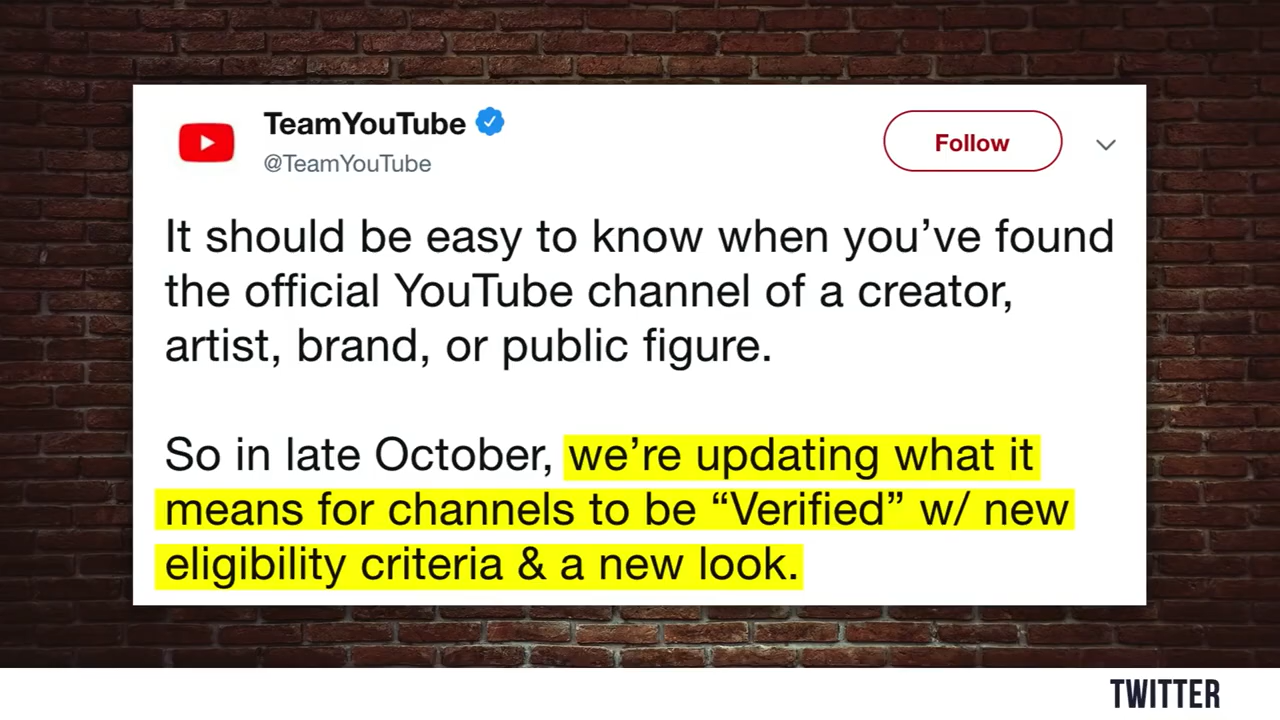 TeamYouTube
@TeamYouTube
Follow
It should be easy to know when you’ve found
the official YouTube channel of a creator,
artist, brand, or public figure.
So in late October, we’re updating what it
means for channels to be “Verified” w/ new
eligibility criteria & a new look.
TWITTER